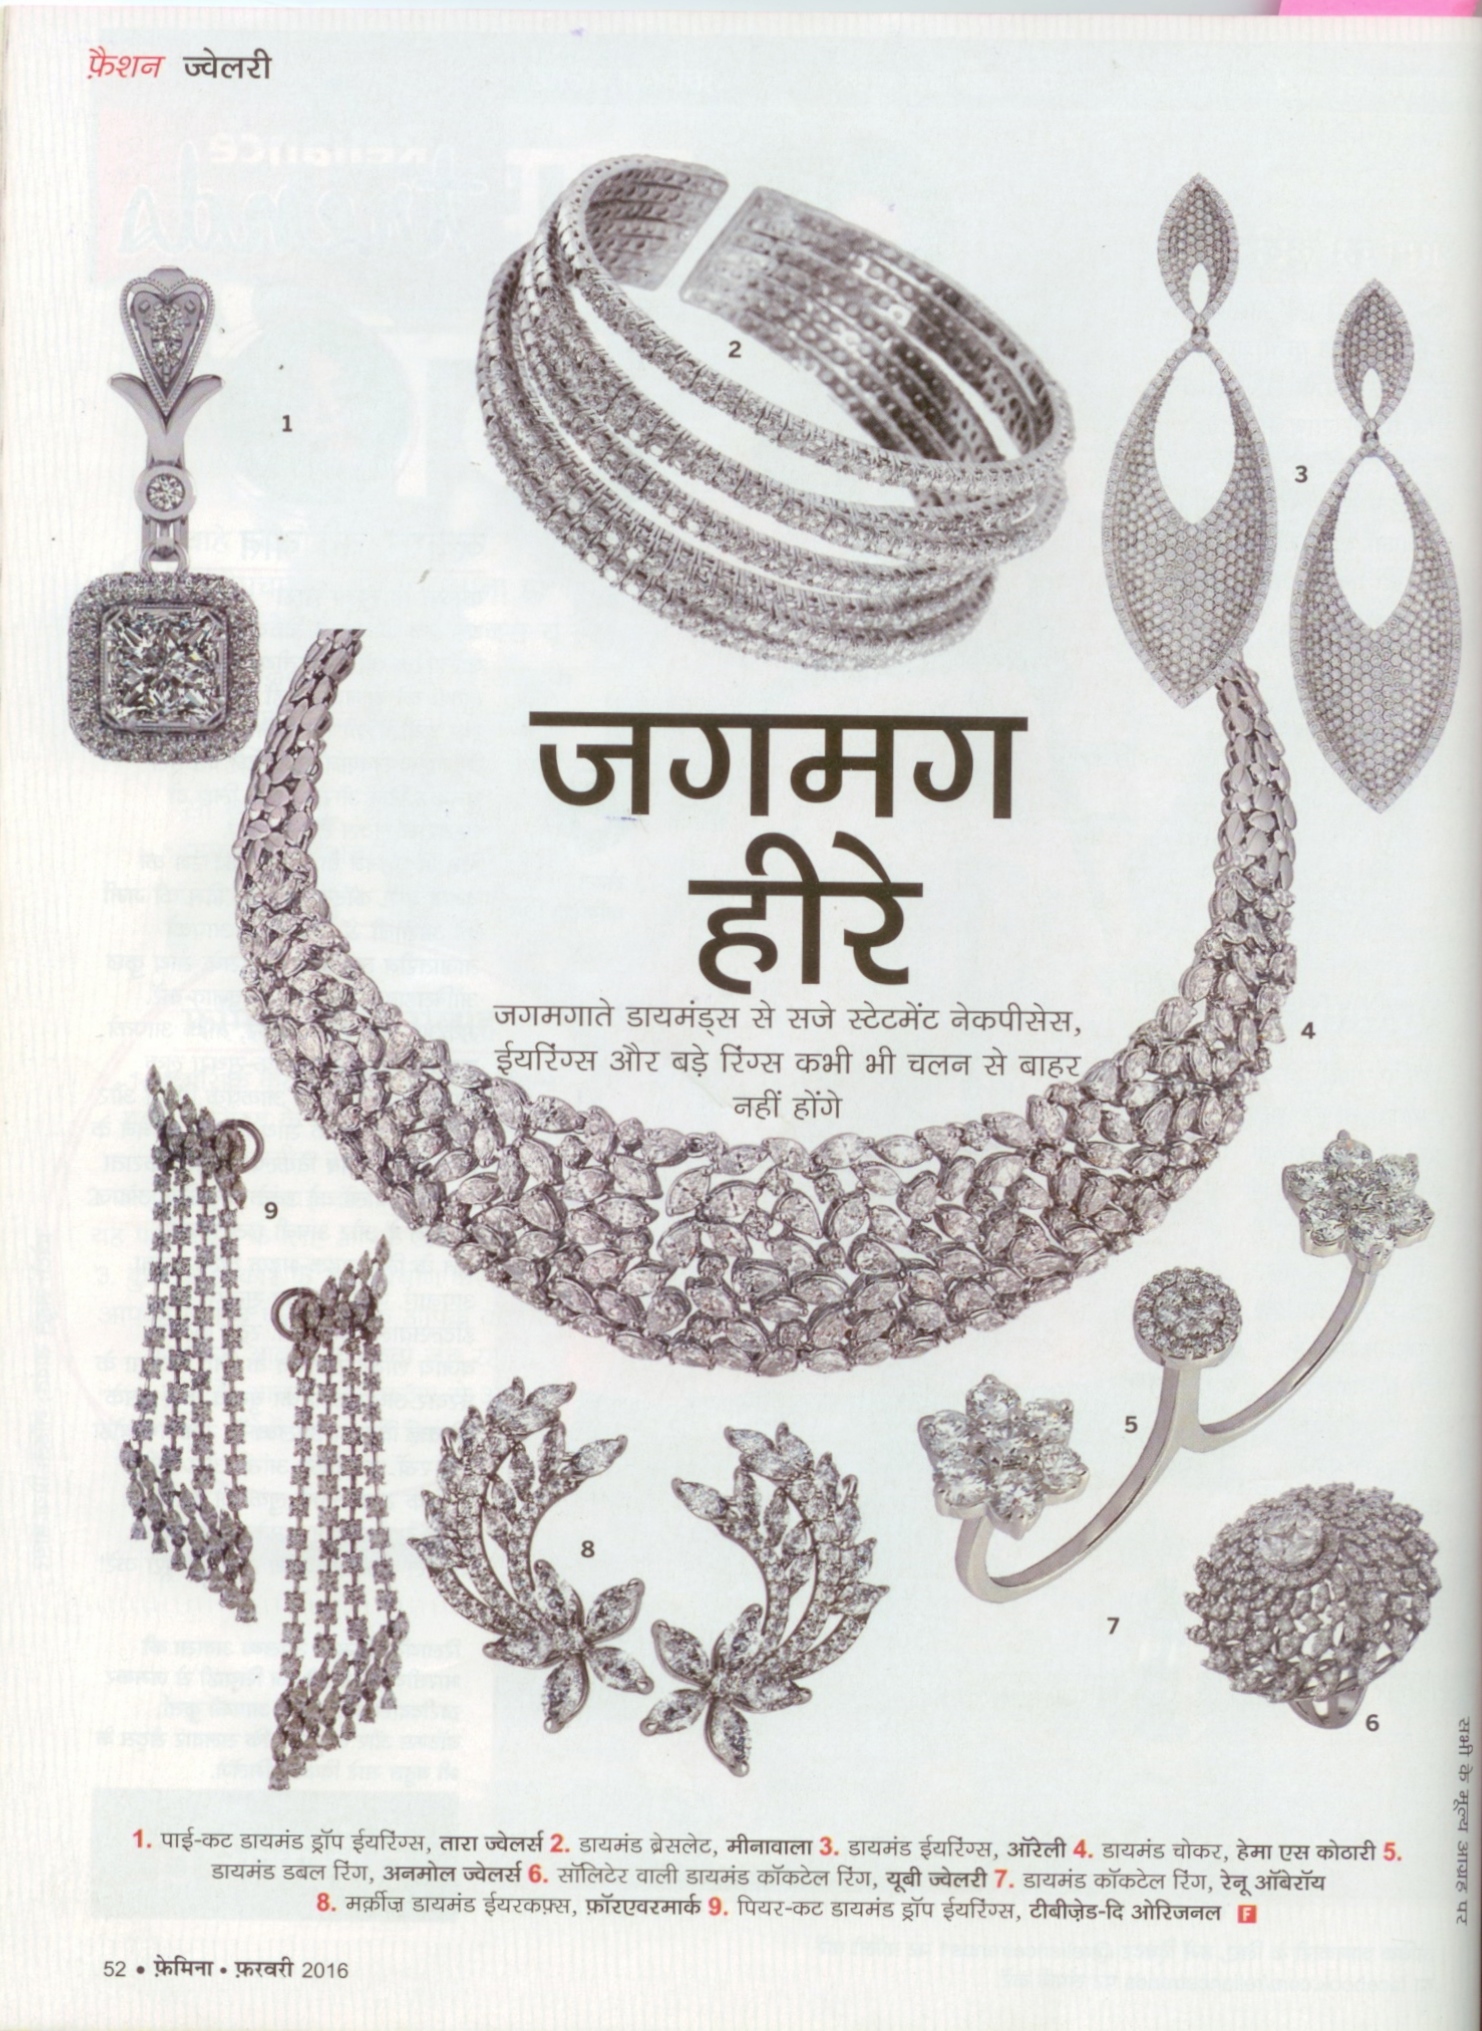 फ़ैशन ज्वेलरी
1
2
3
जगमग
हीरे
जगमगाते डायमंड्स से सजे स्टेटमेंट नेकपीसेस,
ईयरिंग्स और बड़े रिंग्स कभी भी चलन से बाहर
नहीं होंगे
4
9
5
8
7
6
सभी के मूल्य आग्रह पर
1. पाई-कट डायमंड ड्रॉप ईयरिंग्स, तारा ज्वेलर्स 2. डायमंड ब्रेसलेट, मीनावाला 3. डायमंड ईयरिंग्स, ऑरेली 4. डायमंड चोकर, हेमा एस कोठारी 5.
डायमंड डबल रिंग, अनमोल ज्वेलर्स 6. सॉलिटेर वाली डायमंड कॉकटेल रिंग, यूबी ज्वेलरी 7. डायमंड कॉकटेल रिंग, रेनू ऑबेरॉय
8. मर्क़ीज़ डायमंड ईयरकफ़्स, फ़ॉरएवरमार्क 9. पियर-कट डायमंड ड्रॉप ईयरिंग्स, टीबीज़ेड-दि ओरिजनल F
52 • फ़ेमिना • फ़रवरी 2016